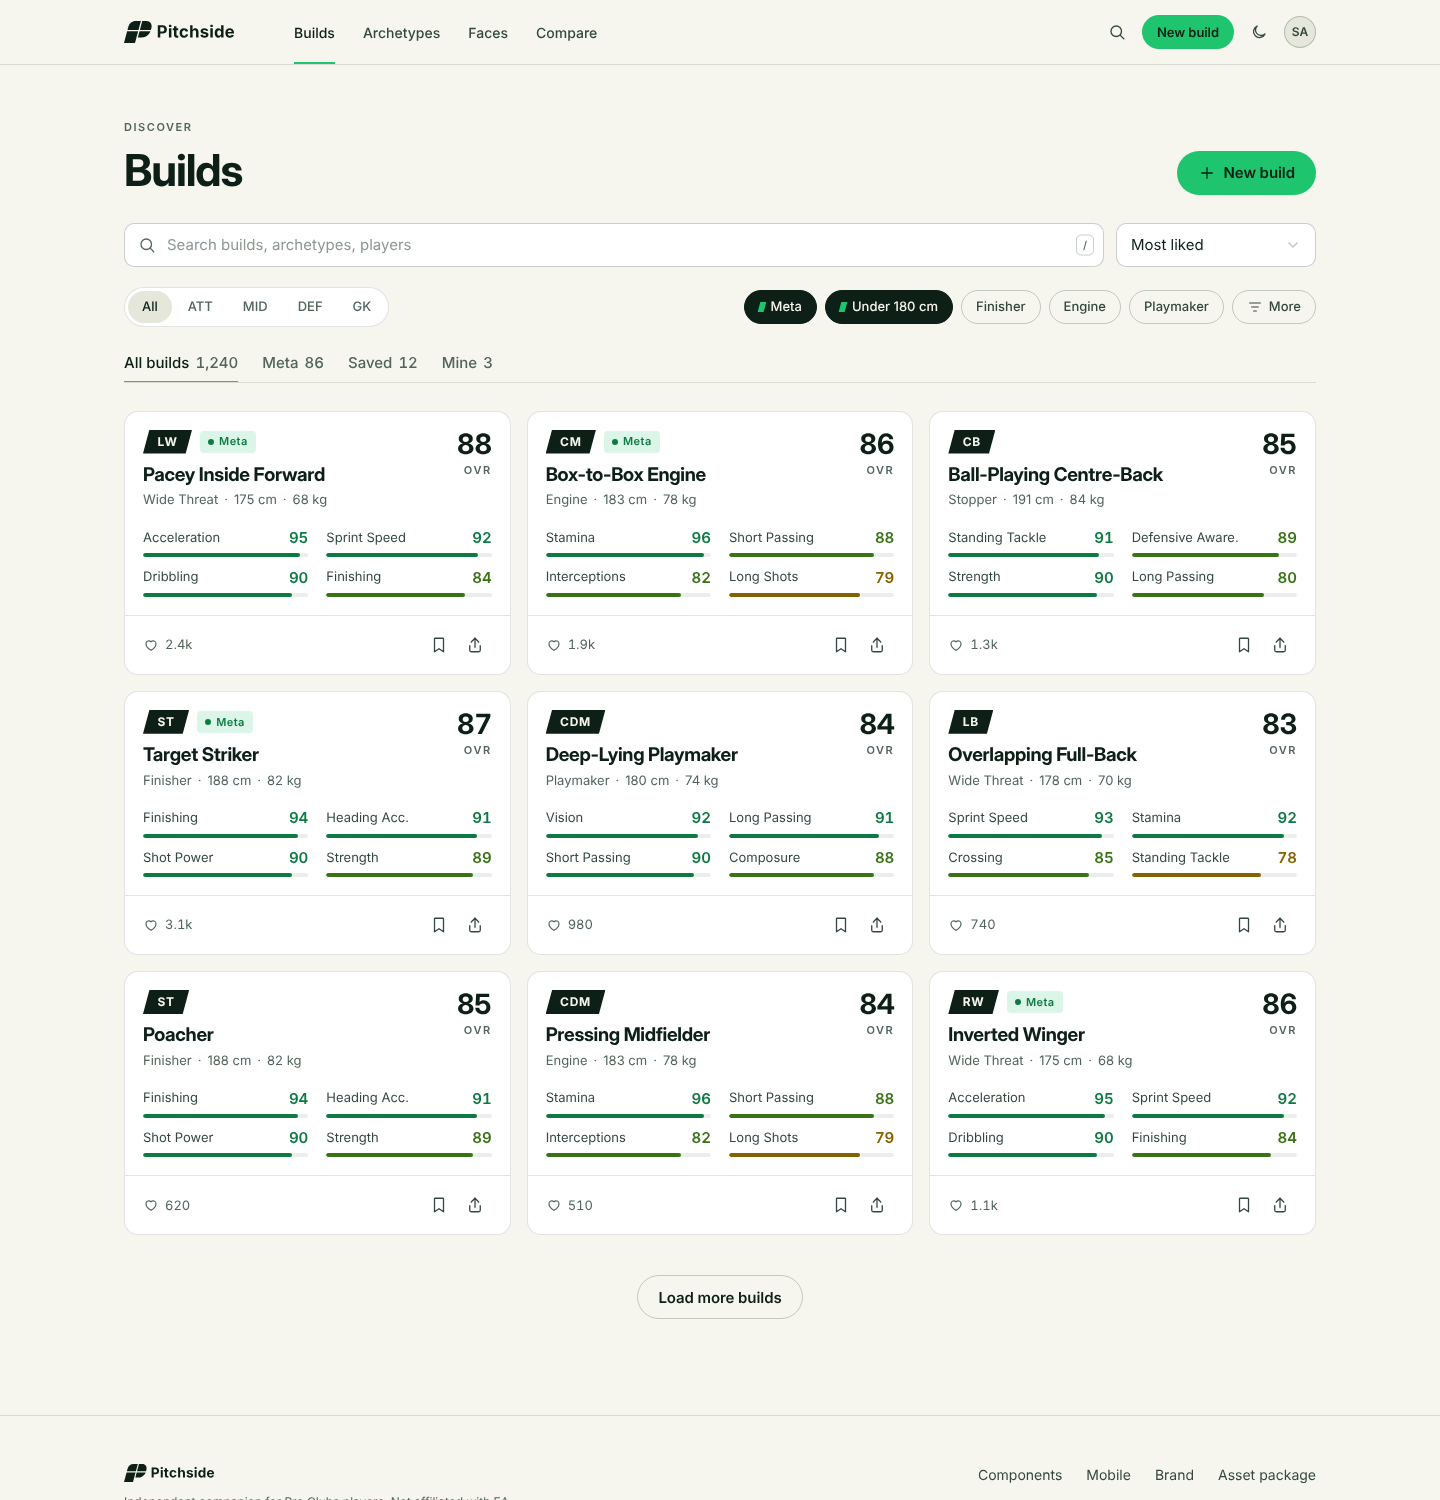 Pitchside
Builds Archetypes Faces Compare
New build
SA
DISCOVER
Builds
New build
Search builds, archetypes, players
/
Most liked
All ATT MID DEF GK
Meta Under 180 cm Finisher Engine Playmaker More
All builds 1,240 Meta 86 Saved 12 Mine 3
LW Meta
88
OVR
Pacey Inside Forward
Wide Threat · 175 cm · 68 kg
Acceleration 95 Sprint Speed 92
Dribbling 90 Finishing 84
2.4k
CM Meta
86
OVR
Box-to-Box Engine
Engine · 183 cm · 78 kg
Stamina 96 Short Passing 88
Interceptions 82 Long Shots 79
1.9k
CB
85
OVR
Ball-Playing Centre-Back
Stopper · 191 cm · 84 kg
Standing Tackle 91 Defensive Aware. 89
Strength 90 Long Passing 80
1.3k
ST Meta
87
OVR
Target Striker
Finisher · 188 cm · 82 kg
Finishing 94 Heading Acc. 91
Shot Power 90 Strength 89
3.1k
CDM
84
OVR
Deep-Lying Playmaker
Playmaker · 180 cm · 74 kg
Vision 92 Long Passing 91
Short Passing 90 Composure 88
980
LB
83
OVR
Overlapping Full-Back
Wide Threat · 178 cm · 70 kg
Sprint Speed 93 Stamina 92
Crossing 85 Standing Tackle 78
740
ST
85
OVR
Poacher
Finisher · 188 cm · 82 kg
Finishing 94 Heading Acc. 91
Shot Power 90 Strength 89
620
CDM
84
OVR
Pressing Midfielder
Engine · 183 cm · 78 kg
Stamina 96 Short Passing 88
Interceptions 82 Long Shots 79
510
RW Meta
86
OVR
Inverted Winger
Wide Threat · 175 cm · 68 kg
Acceleration 95 Sprint Speed 92
Dribbling 90 Finishing 84
1.1k
Load more builds
Pitchside
Components Mobile Brand Asset package
Independent companion for Pro Clubs players. Not affiliated with EA.